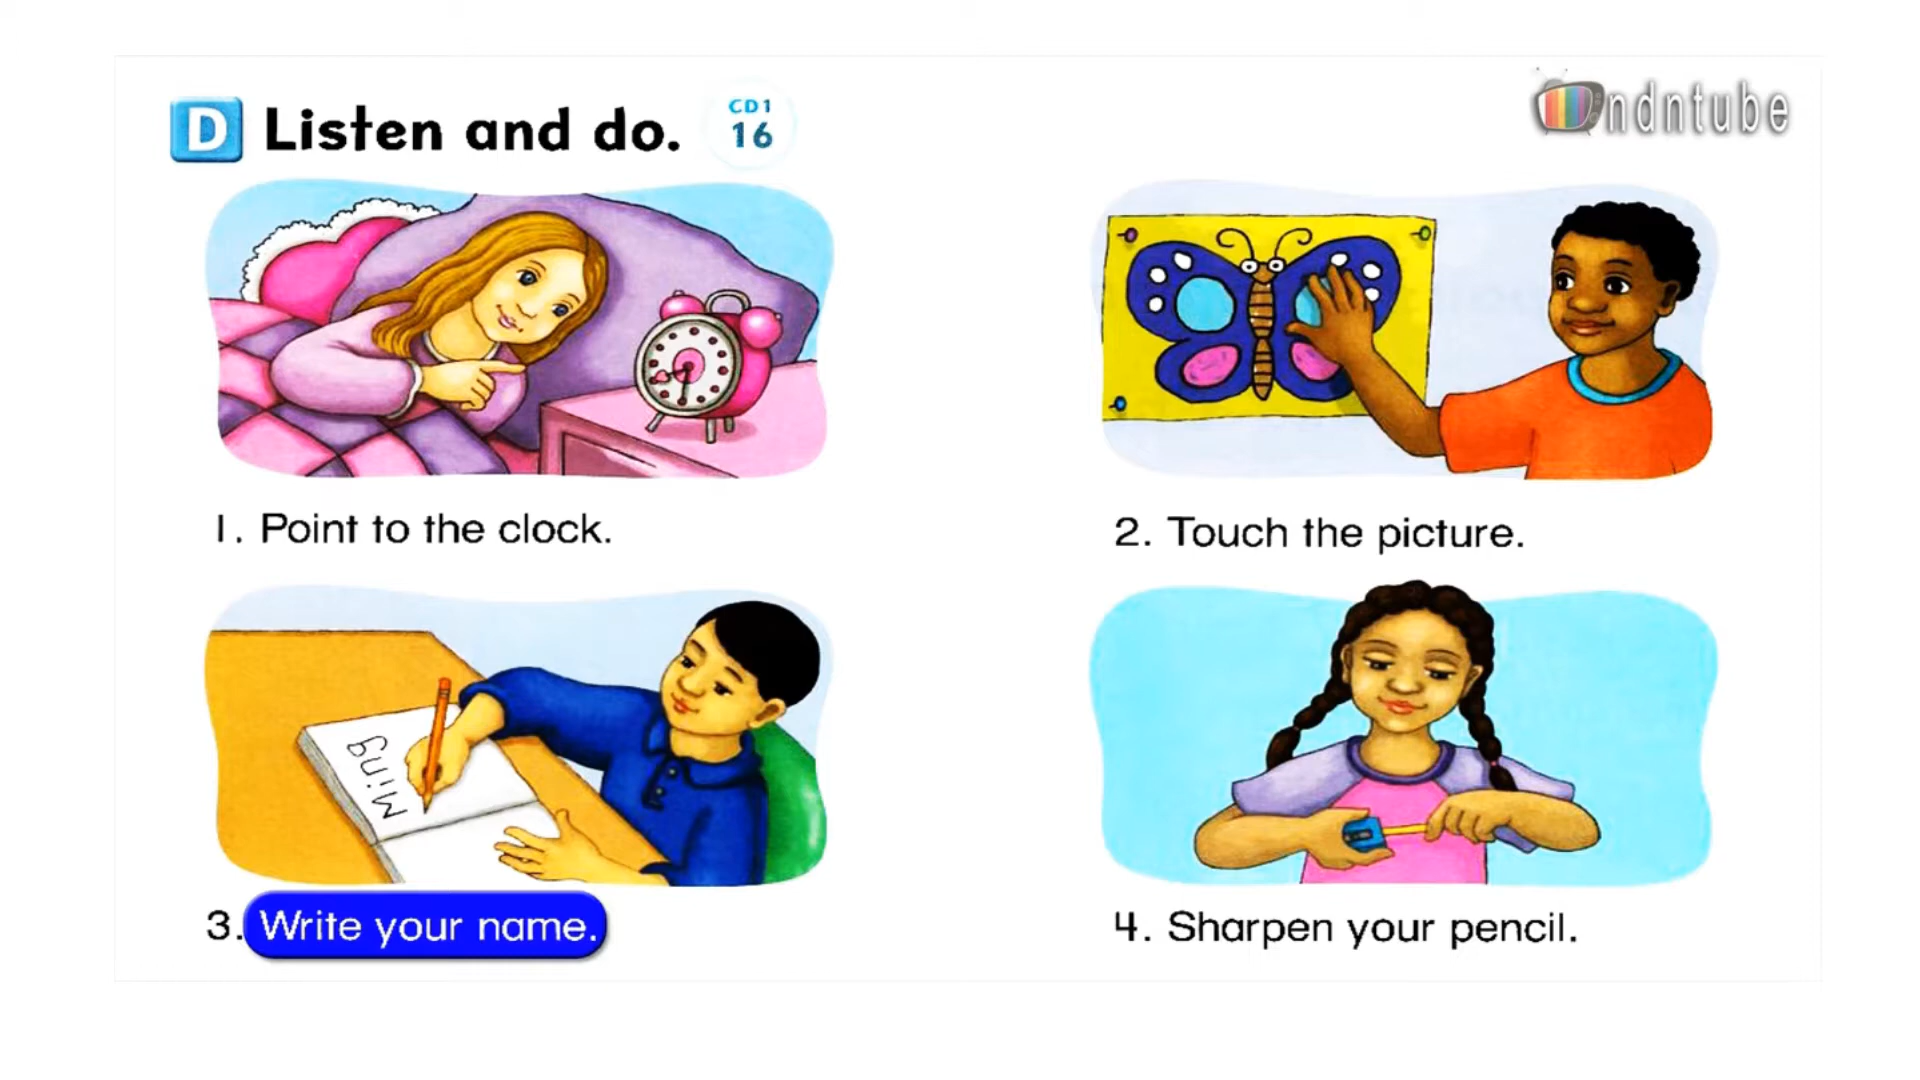 D Listen and do. CD1 16
ndntube
1. Point to the clock.
2. Touch the picture.
Ming
3. Write your name.
4. Sharpen your pencil.